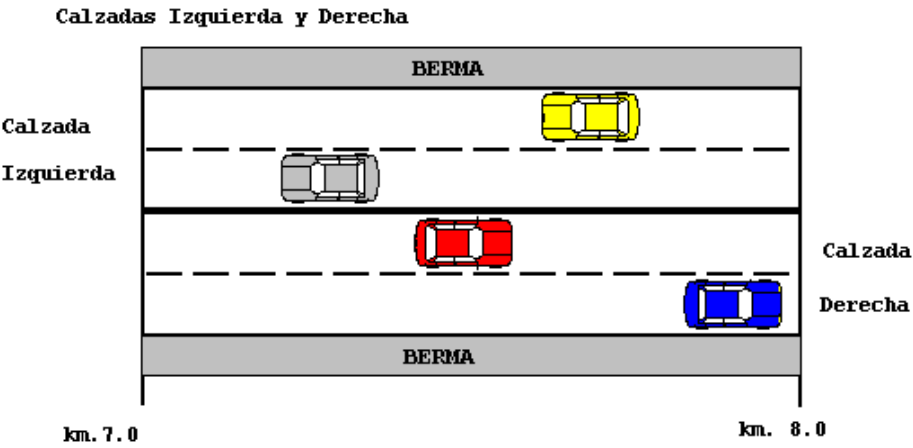 Calzadas Izquierda y Derecha
BERMA
Calzada
Izquierda
Calzada
Derecha
BERMA
km.7.0
km. 8.0